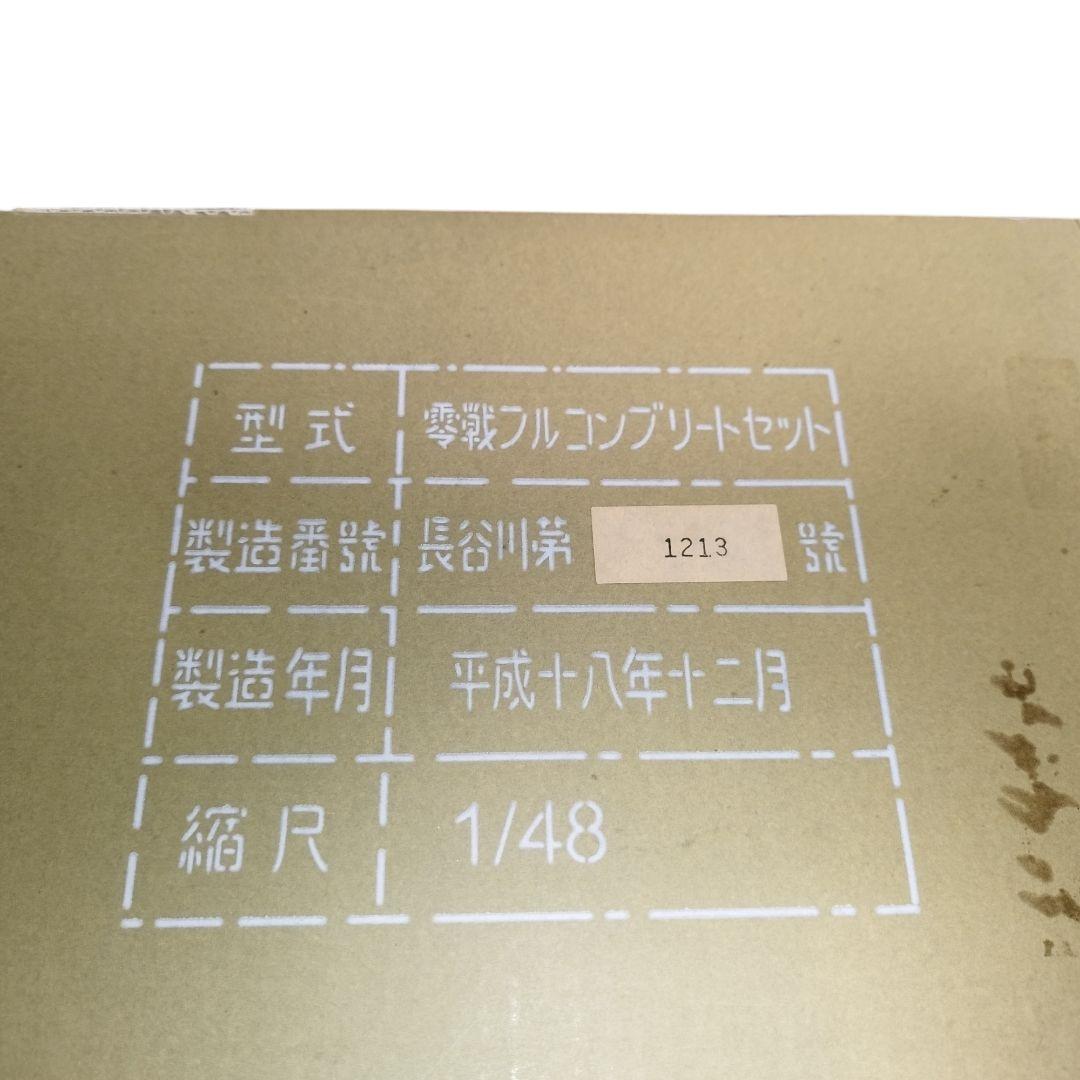 型式 零戦フルコンプリートセット
製造番號 長谷川第 1213 號
製造年月 平成十八年十二月
縮尺 1/48